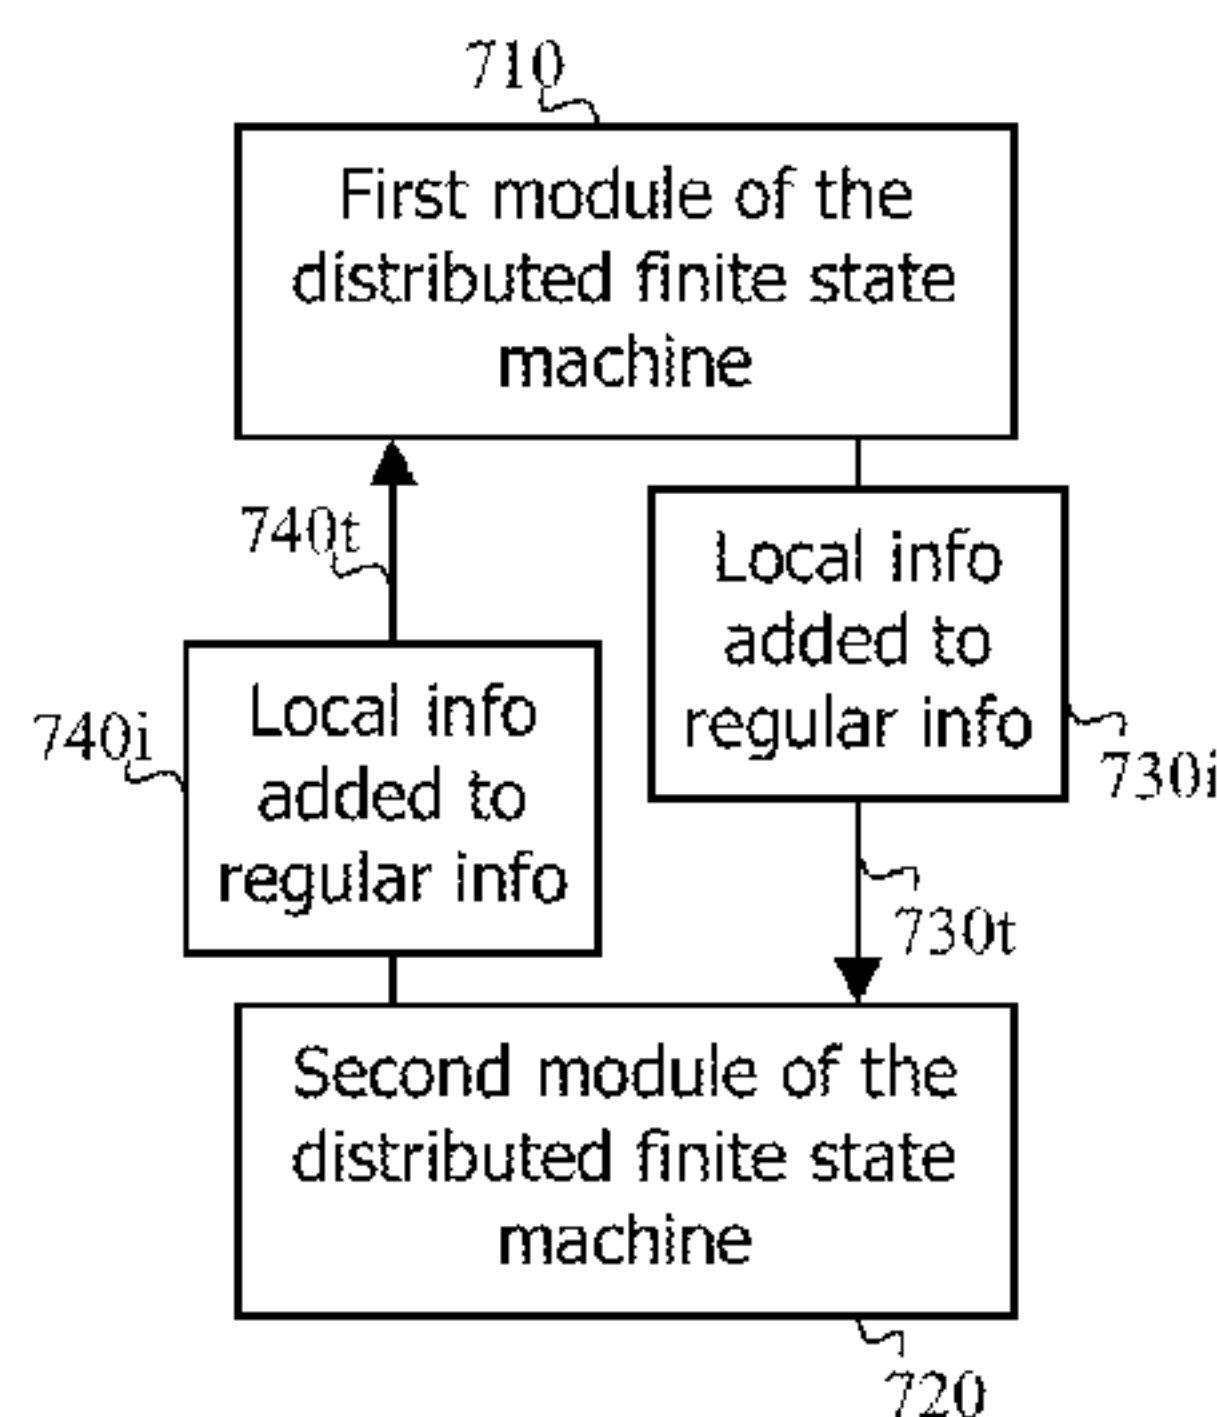 710
First module of the
distributed finite state
machine
740t
Local info
added to
regular info
730i
740i
Local info
added to
regular info
730t
Second module of the
distributed finite state
machine
720